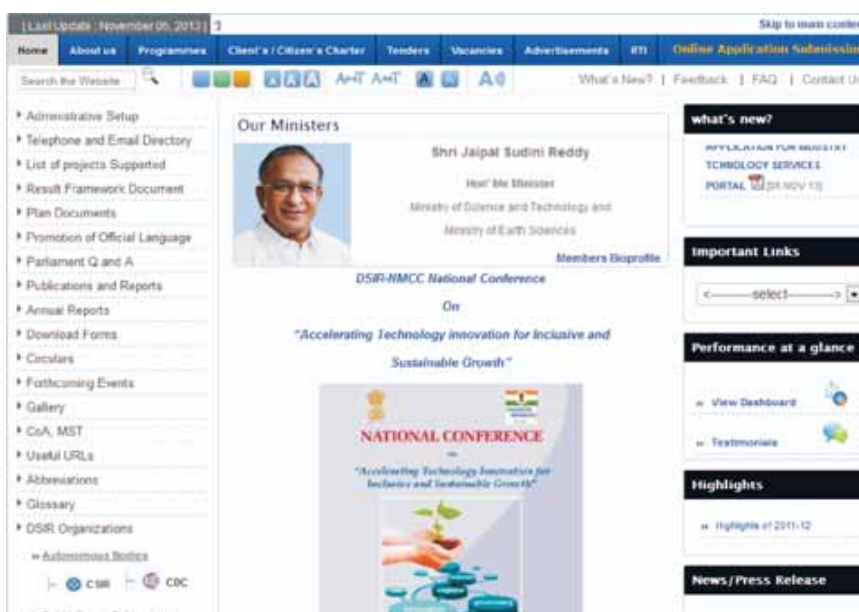 [ Last Update : November 05, 2013 ]
Skip to main conte
Home About us Programmes Client's / Citizen's Charter Tenders Vacancies Advertisements RTI Online Application Submission
Search the Website
What's New? | Feedback | FAQ | Contact Us
Administrative Setup
Telephone and Email Directory
List of projects Supported
Result Framework Document
Plan Documents
Promotion of Official Language
Parliament Q and A
Publications and Reports
Annual Reports
Download Forms
Circulars
Forthcoming Events
Gallery
CoA, MST
Useful URLs
Abbreviations
Glossary
DSIR Organizations
Autonomous Bodies
CSIR CDC
Our Ministers
Shri Jaipal Sudini Reddy
Hon' ble Minister
Ministry of Science and Technology and
Ministry of Earth Sciences
Members Bioprofile
DSIR-NMCC National Conference
On
"Accelerating Technology innovation for Inclusive and
Sustainable Growth"
NATIONAL CONFERENCE
on
"Accelerating Technology Innovation for
Inclusive and Sustainable Growth"
what's new?
APPLICATION FOR INDUSTRY
TCHNOLOGY SERVICES
PORTAL
Important Links
<----------select---------->
Performance at a glance
View Dashboard
Testimonials
Highlights
Highlights of 2011-12
News/Press Release